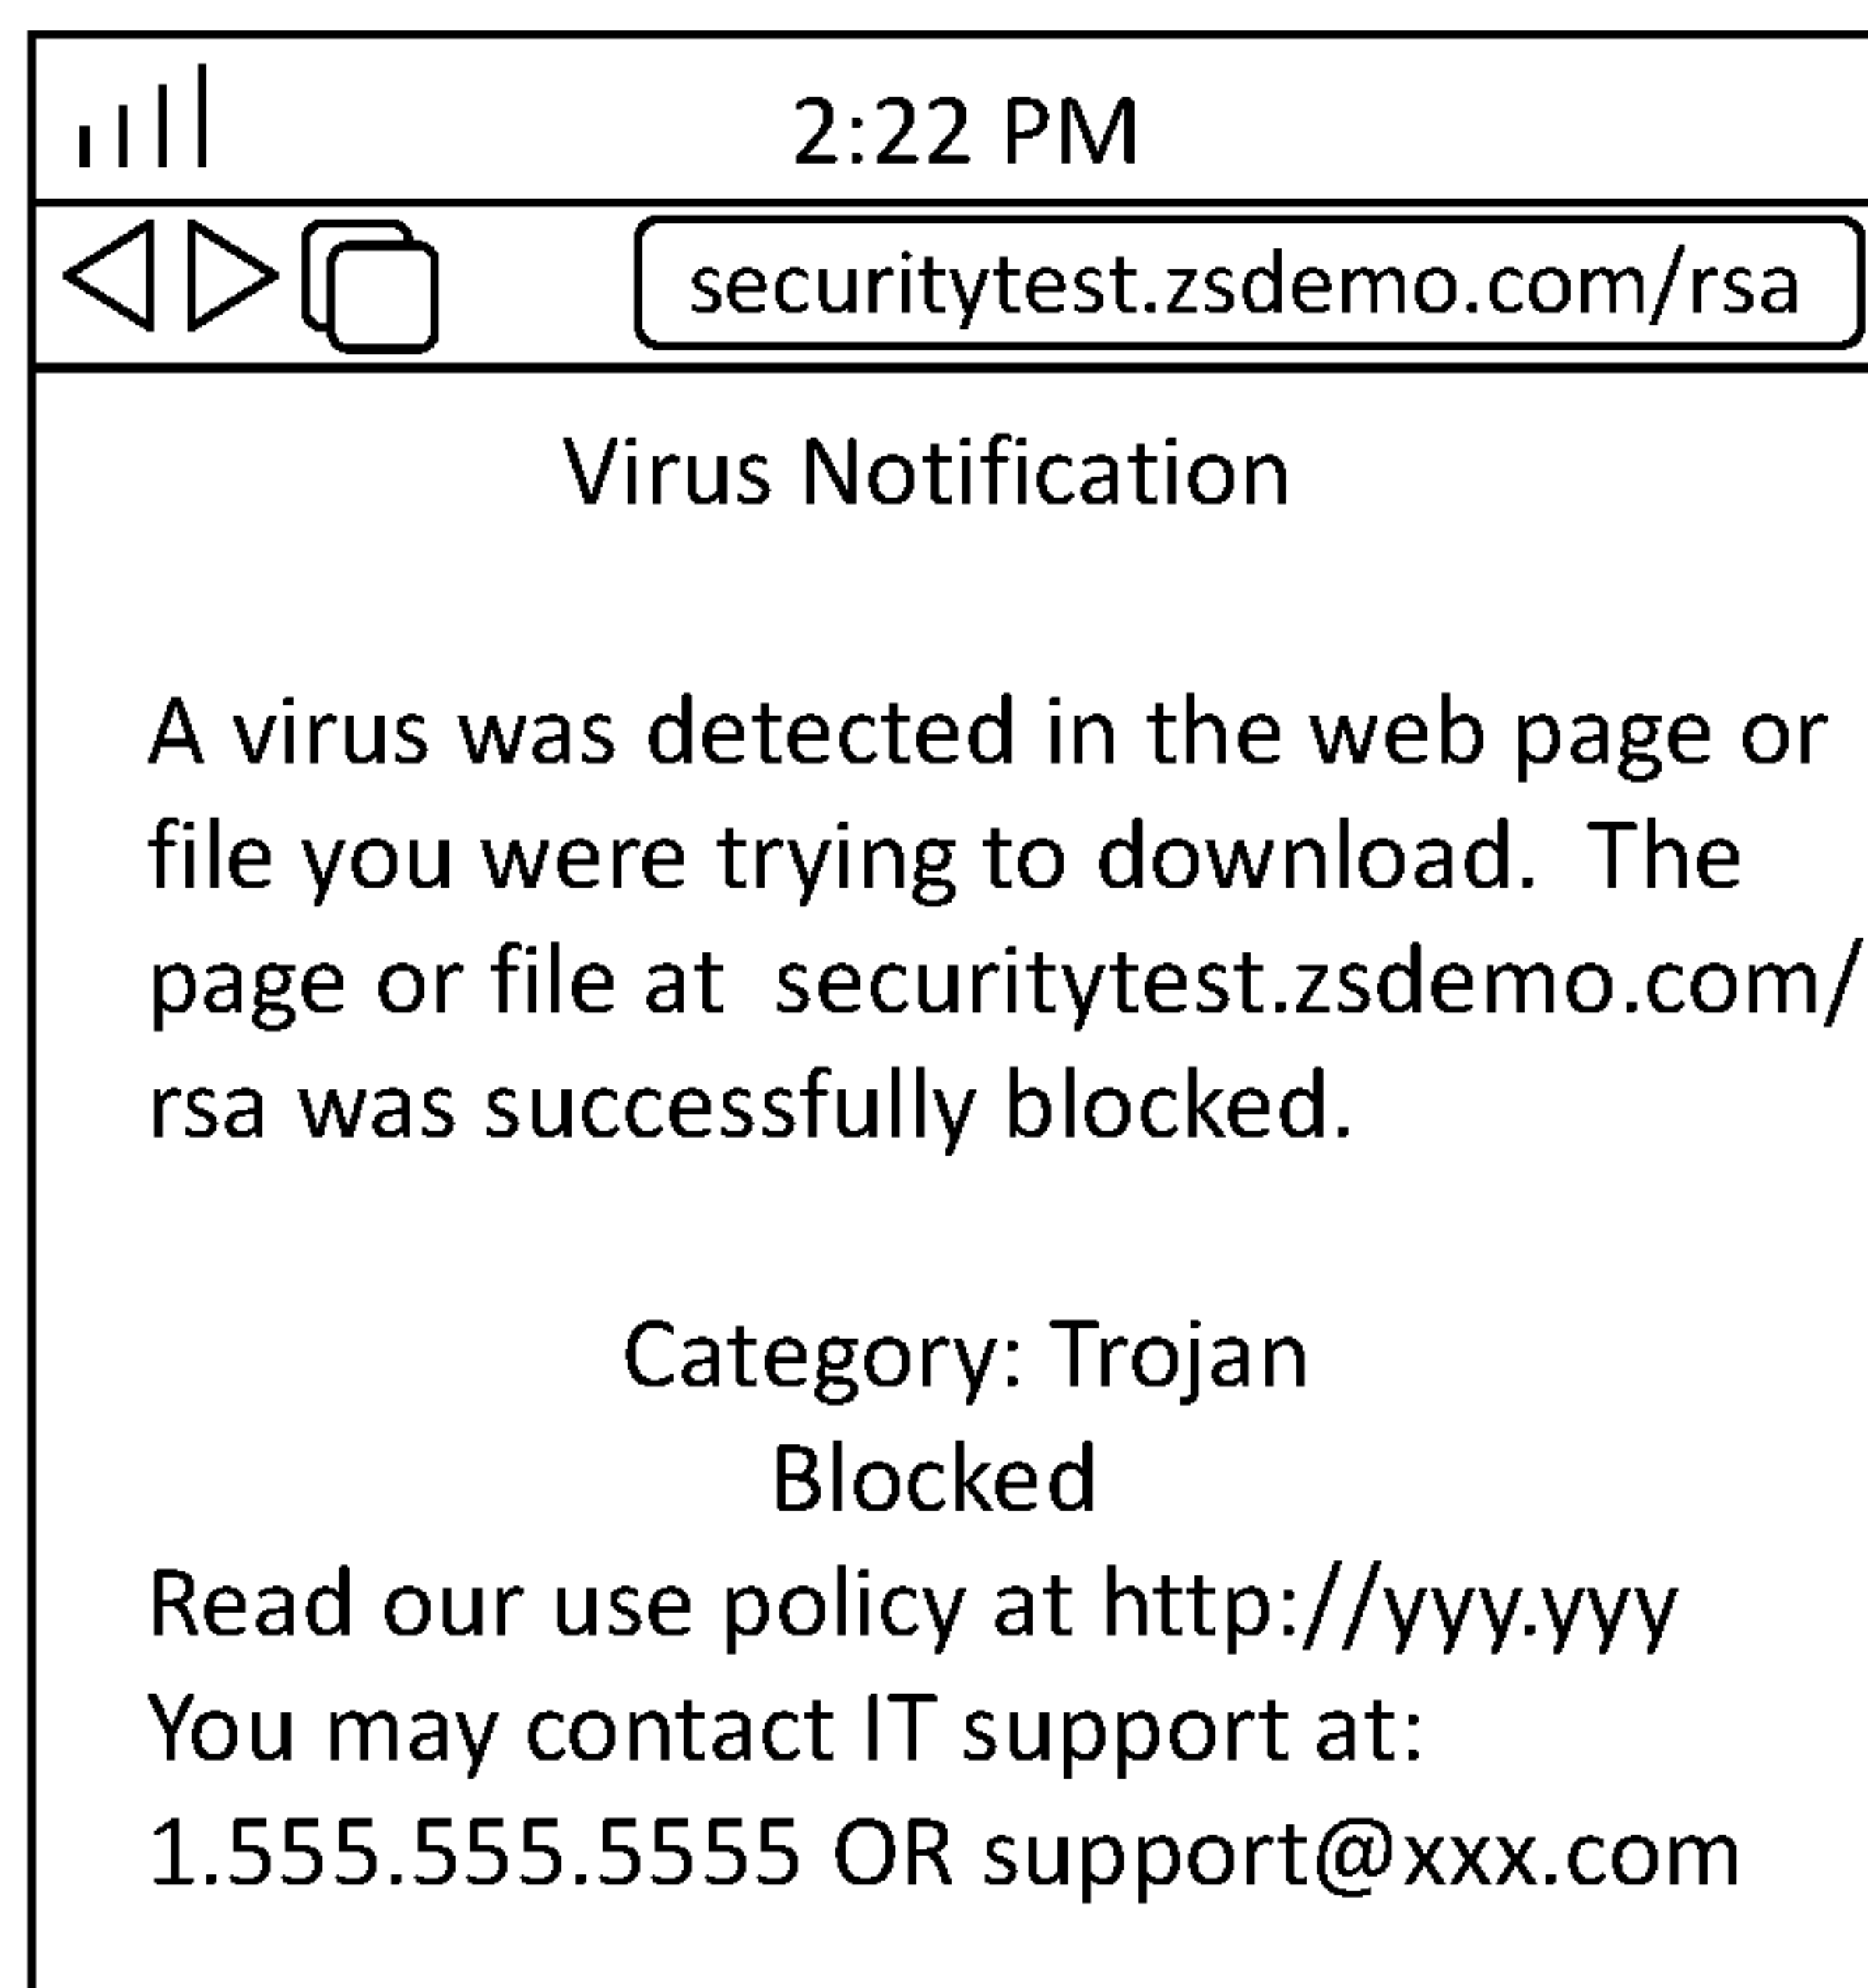 2:22 PM
securitytest.zsdemo.com/rsa
Virus Notification
A virus was detected in the web page or
file you were trying to download.  The
page or file at  securitytest.zsdemo.com/
rsa was successfully blocked.
Category: Trojan
Blocked
Read our use policy at http://yyy.yyy
You may contact IT support at:
1.555.555.5555 OR support@xxx.com